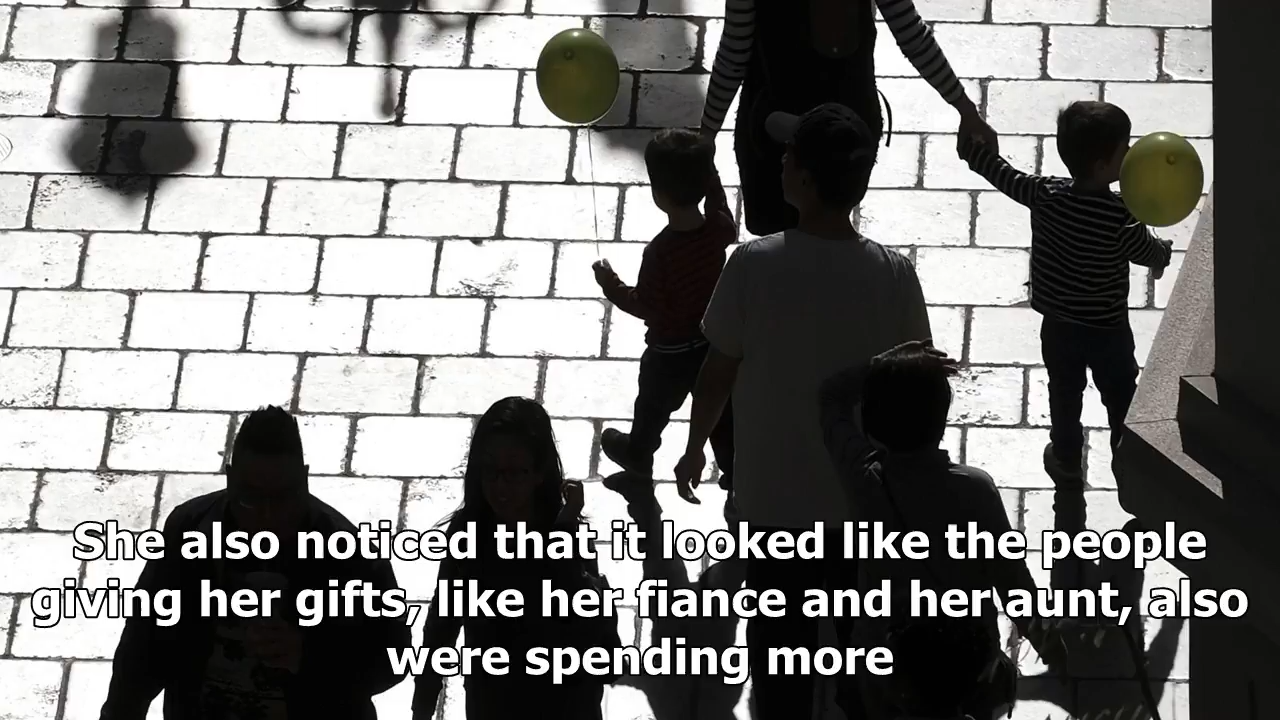 She also noticed that it looked like the people
giving her gifts, like her fiance and her aunt, also
were spending more